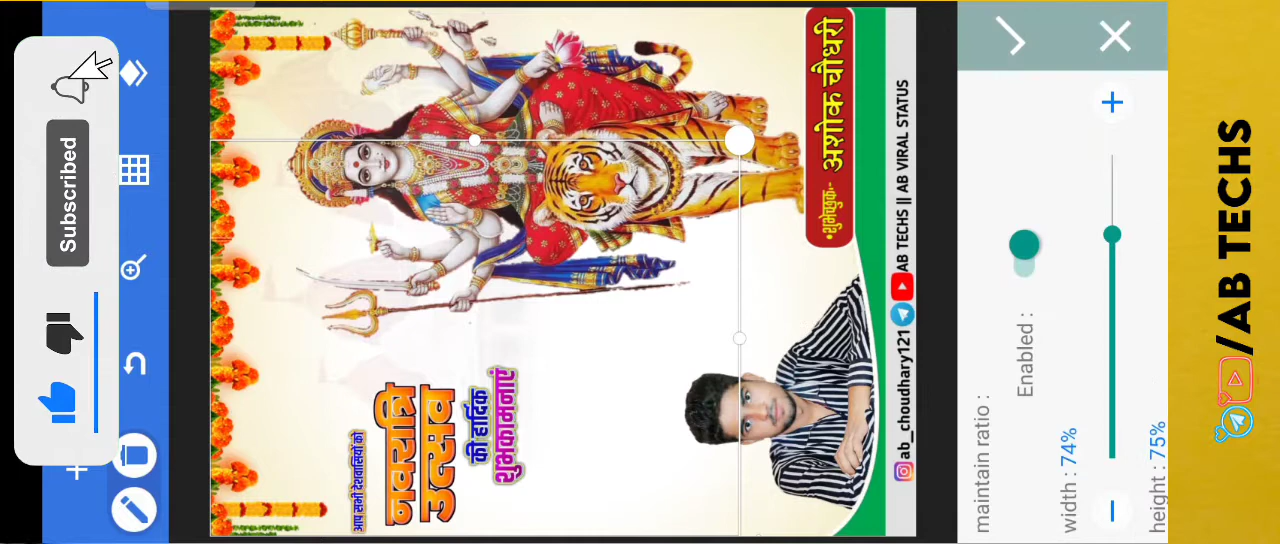 Subscribed
आप सभी देशवासियों को
नवरात्रि
उत्सव
की हार्दिक
शुभकामनाएं
•शुभेच्छुक:-
अशोक चौधरी
ab_choudhary121 AB TECHS || AB VIRAL STATUS
maintain ratio :
Enabled :
width : 74%
height : 75%
/AB TECHS